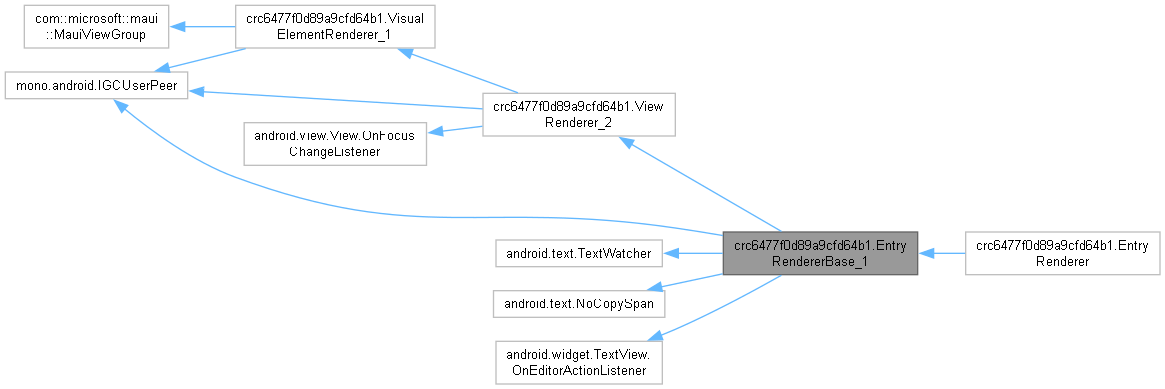 com::microsoft::maui
::MauiViewGroup
crc6477f0d89a9cfd64b1.Visual
ElementRenderer_1
mono.android.IGCUserPeer
crc6477f0d89a9cfd64b1.View
Renderer_2
android.view.View.OnFocus
ChangeListener
crc6477f0d89a9cfd64b1.Entry
RendererBase_1
crc6477f0d89a9cfd64b1.Entry
Renderer
android.text.TextWatcher
android.text.NoCopySpan
android.widget.TextView.
OnEditorActionListener